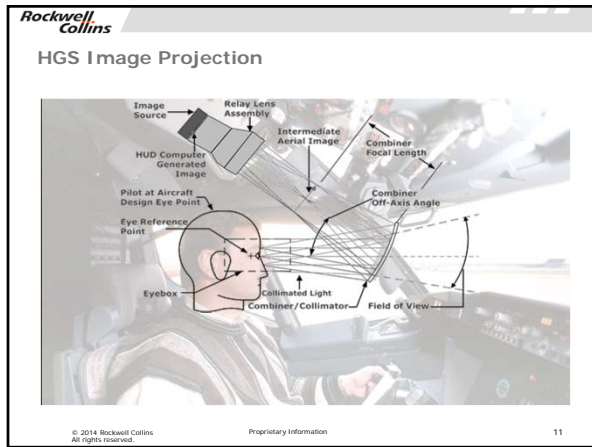 Rockwell
Collins
HGS Image Projection
Image
Source
Relay Lens
Assembly
Intermediate
Aerial Image
Combiner
Focal Length
HUD Computer
Generated
Image
Combiner
Off-Axis Angle
Pilot at Aircraft
Design Eye Point
Eye Reference
Point
Eyebox
Collimated Light
Combiner/Collimator
Field of View
© 2014 Rockwell Collins
All rights reserved.
Proprietary Information
11